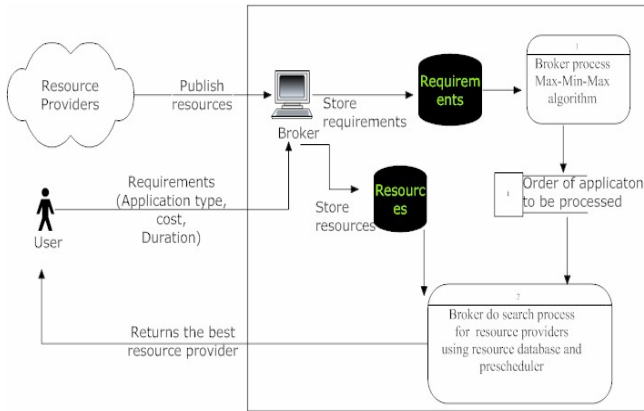 Resource
Providers
Publish
resources
Broker
Store
requirements
Requirem
ents
1
Broker process
Max-Min-Max
algorithm
Requirements
(Application type,
cost,
Duration)
User
Store
resources
Resourc
es
1
Order of applicaton
to be processed
2
Broker do search process
for resource providers
using resource database and
prescheduler
Returns the best
resource provider